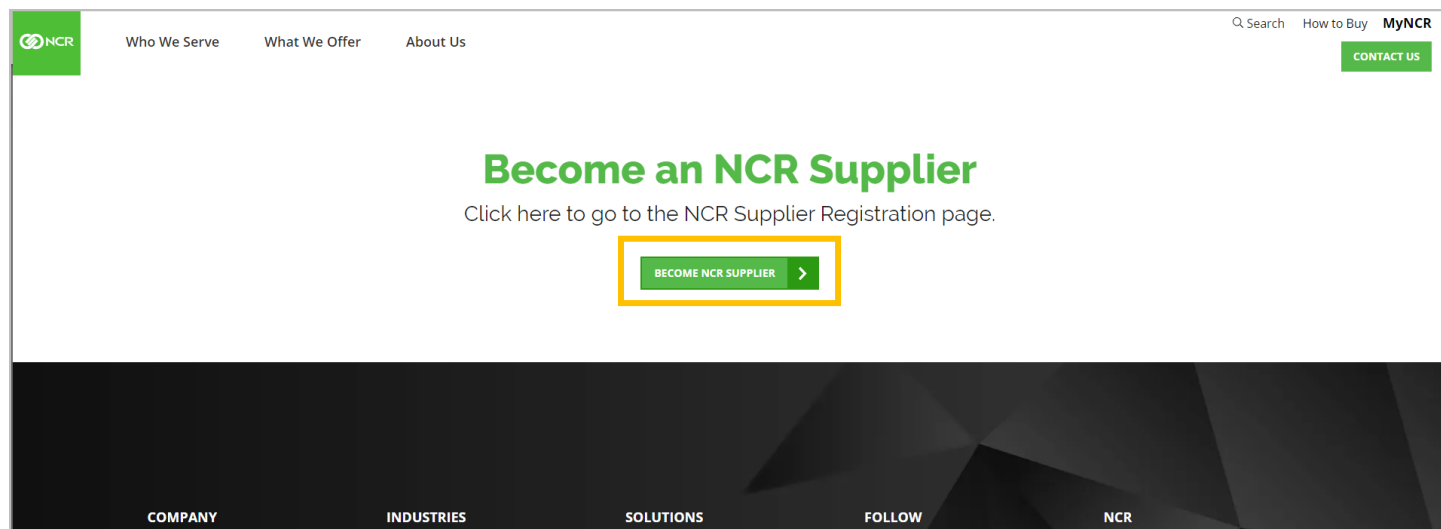 NCR
Who We Serve
What We Offer
About Us
Search
How to Buy
MyNCR
CONTACT US
Become an NCR Supplier
Click here to go to the NCR Supplier Registration page.
BECOME NCR SUPPLIER
COMPANY
INDUSTRIES
SOLUTIONS
FOLLOW
NCR